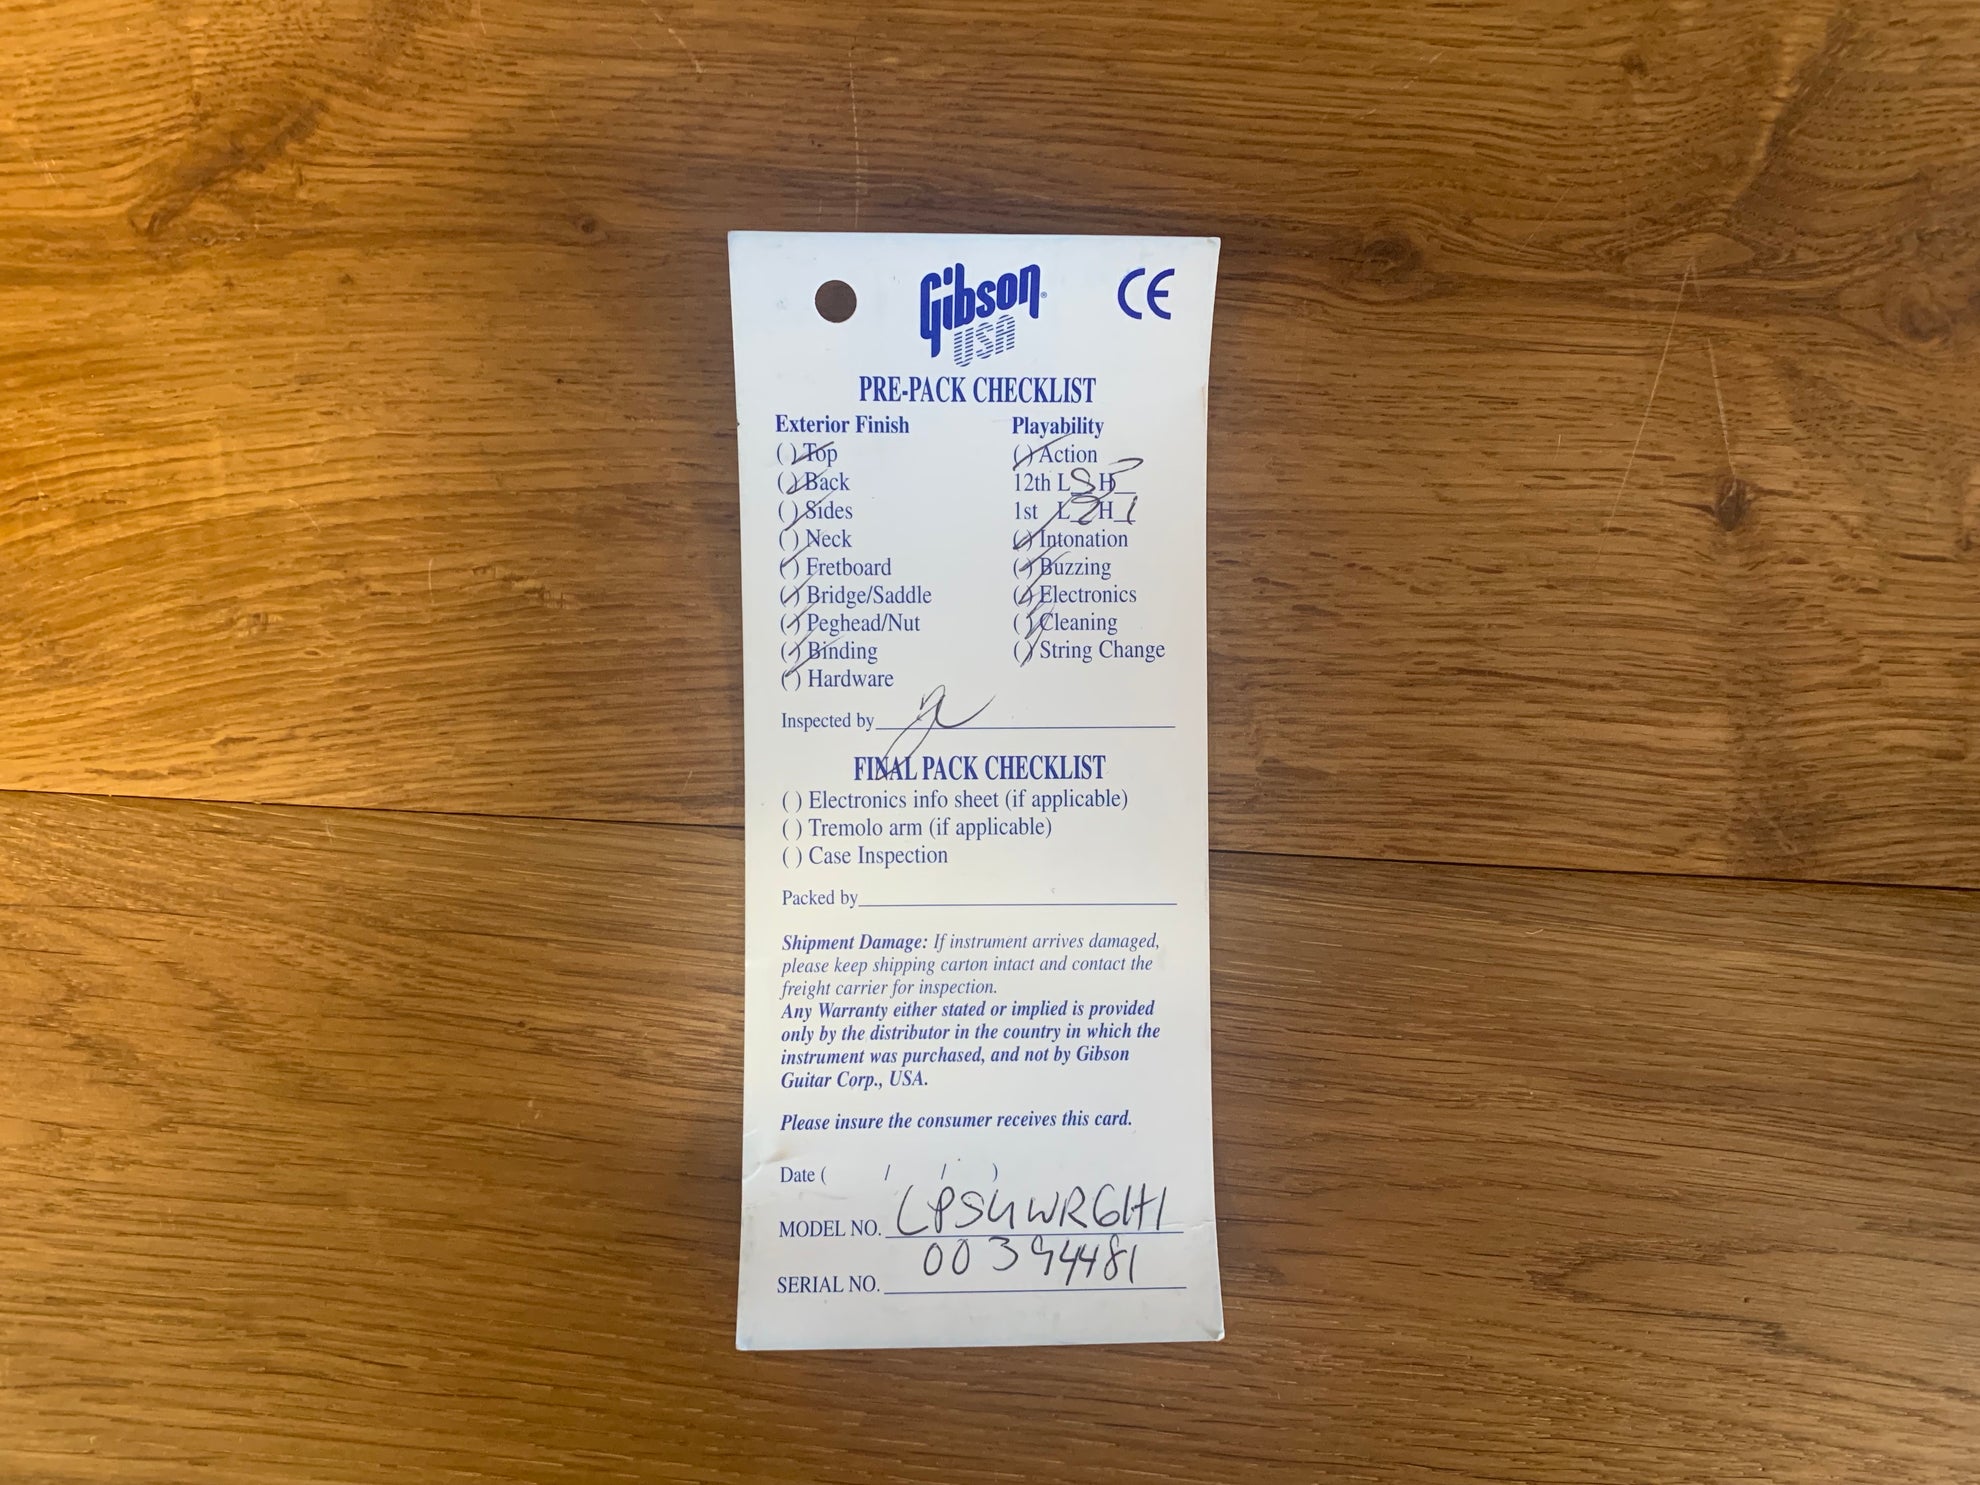 Gibson® CE
USA
PRE-PACK CHECKLIST
Exterior Finish Playability
( ) Top ( ) Action
( ) Back 12th L 5 H 3
( ) Sides 1st L 2 H 1
( ) Neck ( ) Intonation
( ) Fretboard ( ) Buzzing
( ) Bridge/Saddle ( ) Electronics
( ) Peghead/Nut ( ) Cleaning
( ) Binding ( ) String Change
( ) Hardware
Inspected by
FINAL PACK CHECKLIST
( ) Electronics info sheet (if applicable)
( ) Tremolo arm (if applicable)
( ) Case Inspection
Packed by
Shipment Damage: If instrument arrives damaged,
please keep shipping carton intact and contact the
freight carrier for inspection.
Any Warranty either stated or implied is provided
only by the distributor in the country in which the
instrument was purchased, and not by Gibson
Guitar Corp., USA.
Please insure the consumer receives this card.
Date ( / / )
MODEL NO. LPS4WRGH1
SERIAL NO. 00394481